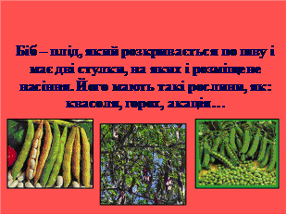 Біб – плід, який розкривається по шву і
має дві стулки, на яких і розміщене
насіння. Його мають такі рослини, як:
квасоля, горох, акація…